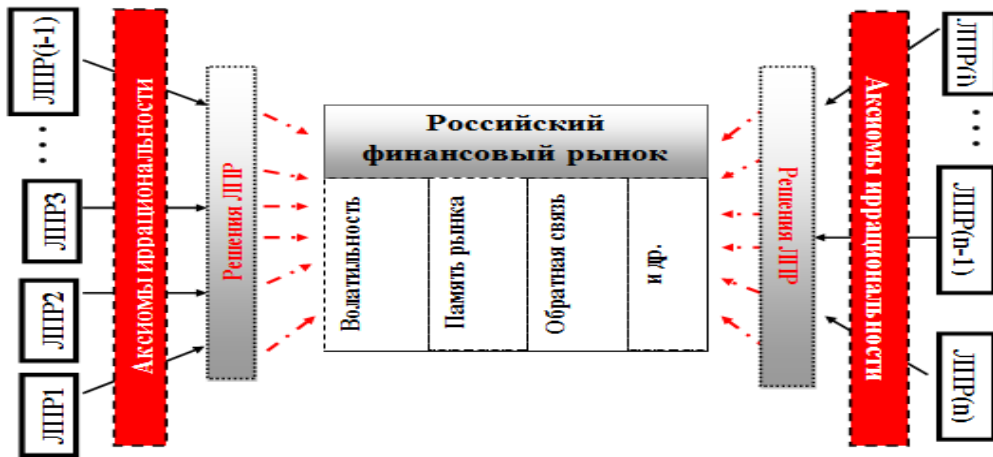 ЛПР(i-1)
...
ЛПР3
ЛПР2
ЛПР1
Аксиомы иррациональности
Решения ЛПР
Российский
финансовый рынок
Волатильность
Память рынка
Обратная связь
и др.
Решения ЛПР
Аксиомы иррациональности
ЛПР(i)
...
ЛПР(n-1)
ЛПР(n)